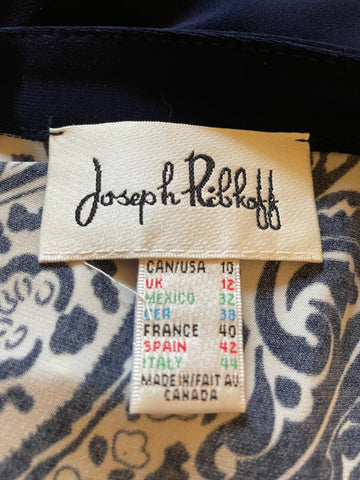 Joseph Ribkoff
CAN/USA 10
UK 12
MEXICO 32
GER 38
FRANCE 40
SPAIN 42
ITALY 44
MADE IN/FAIT AU
CANADA